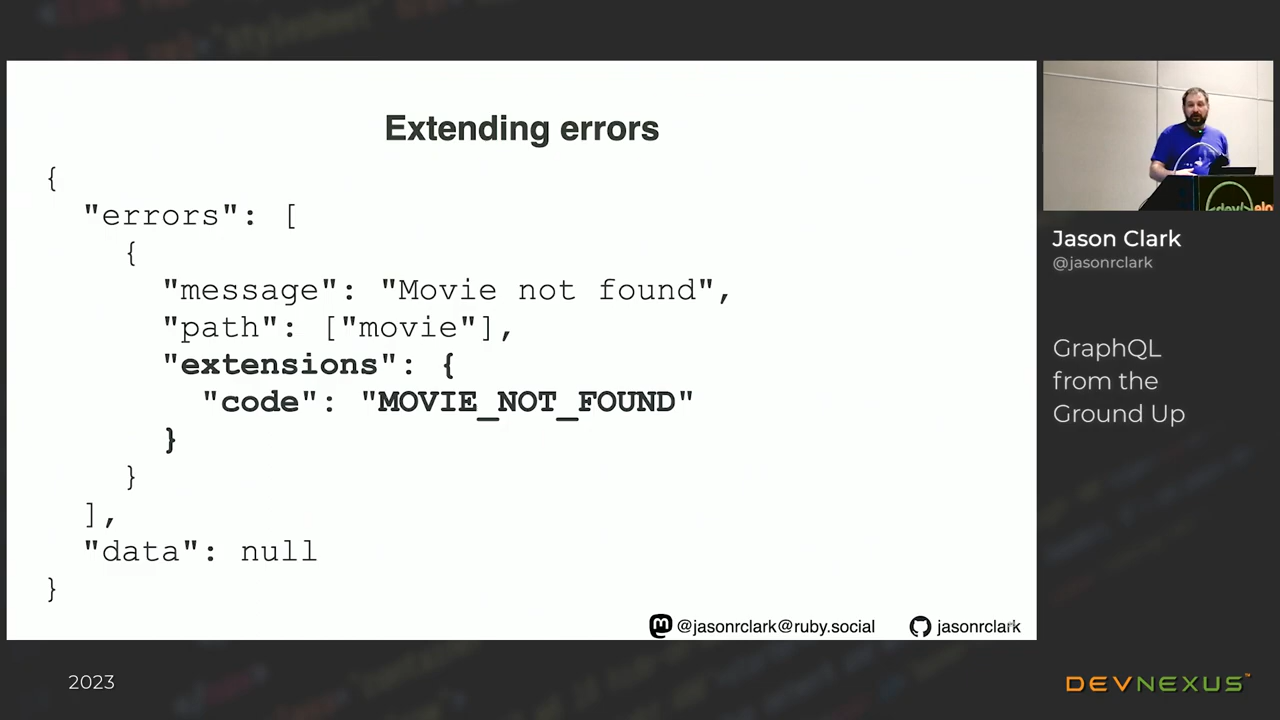 Extending errors
{
"errors": [
{
"message": "Movie not found",
"path": ["movie"],
"extensions": {
"code": "MOVIE_NOT_FOUND"
}
}
],
"data": null
}
@jasonrclark@ruby.social jasonrclark
Jason Clark
@jasonrclark
GraphQL
from the
Ground Up
2023
DEVNEXUS™